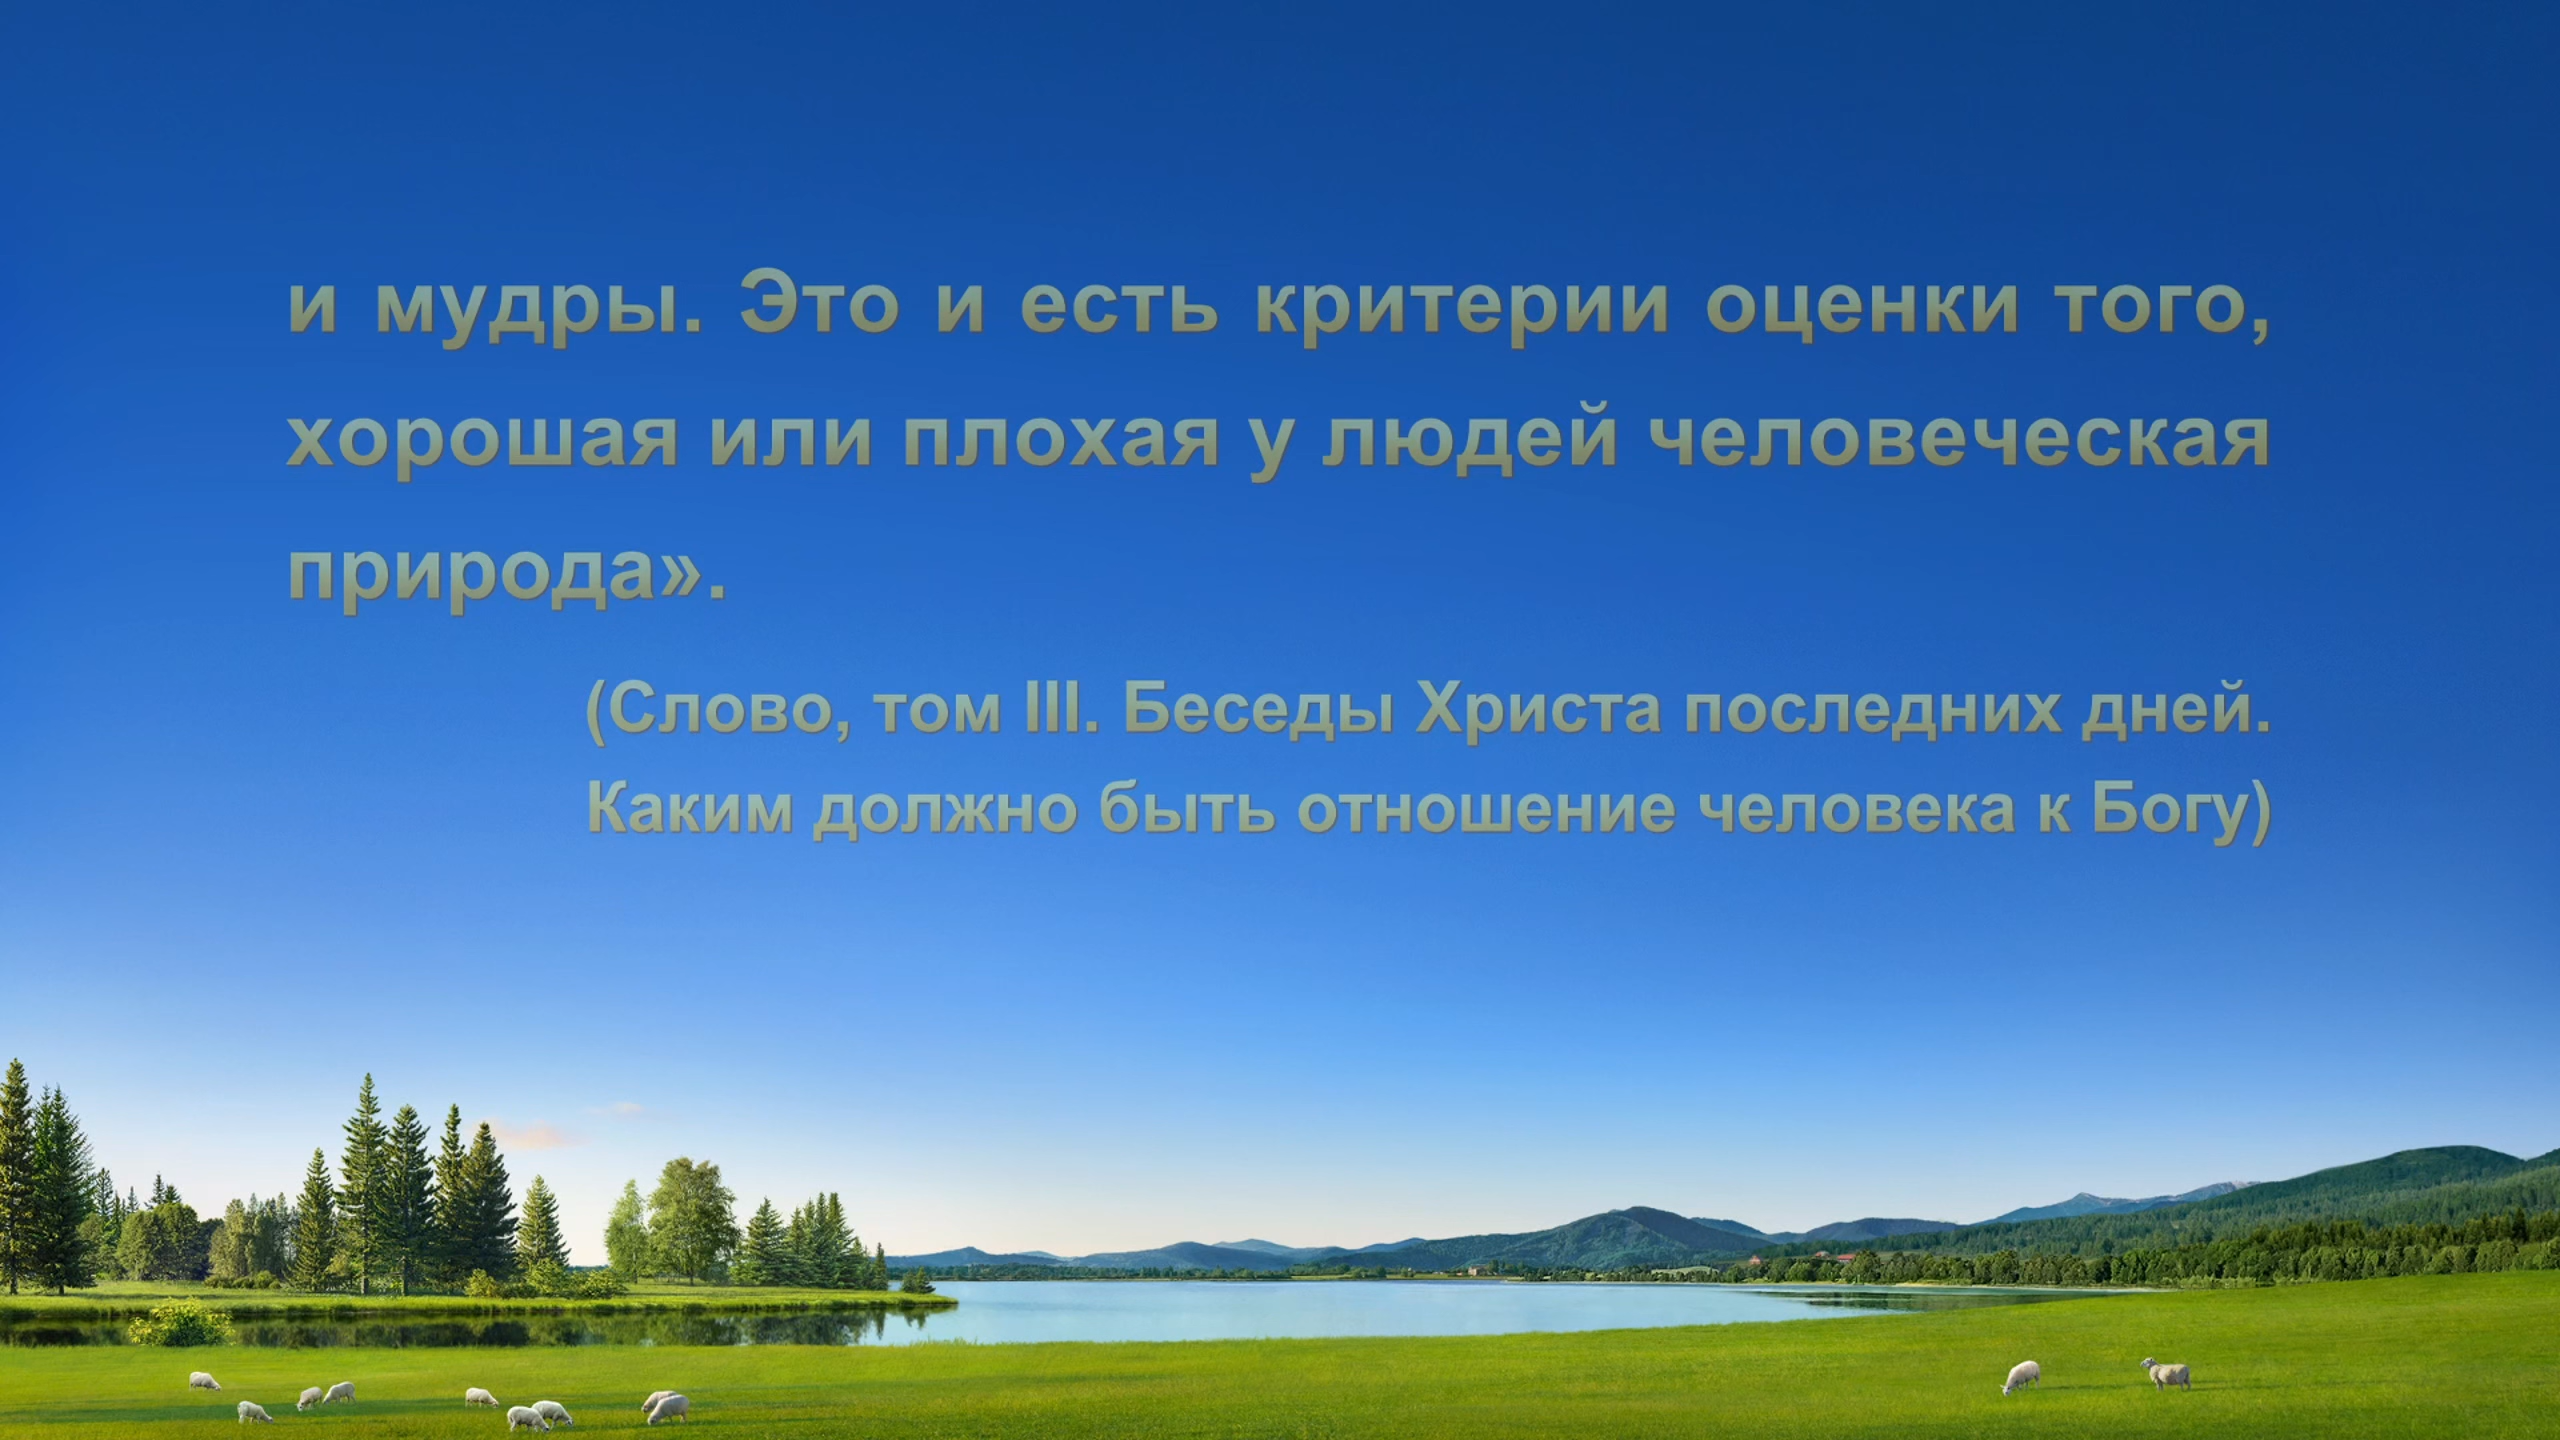 и мудры. Это и есть критерии оценки того,
хорошая или плохая у людей человеческая
природа».
(Слово, том III. Беседы Христа последних дней.
Каким должно быть отношение человека к Богу)